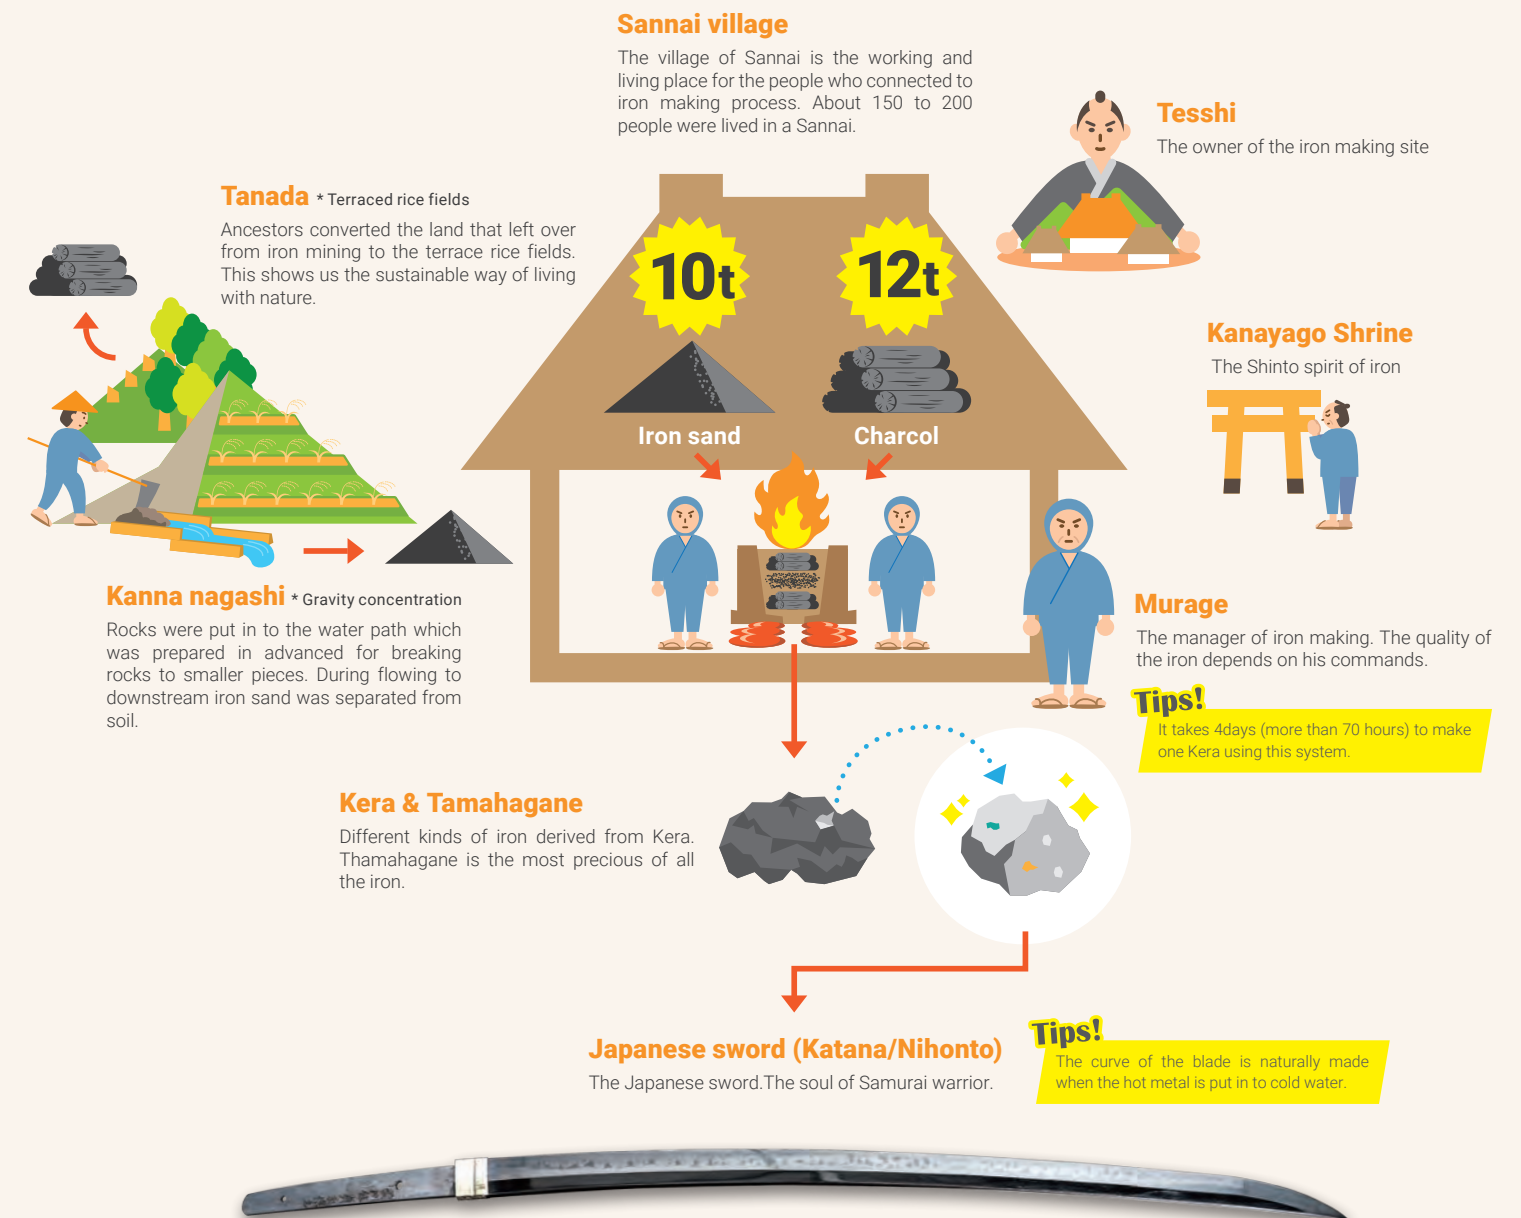 Sannai village
The village of Sannai is the working and
living place for the people who connected to
iron making process. About 150 to 200
people were lived in a Sannai.
Tesshi
The owner of the iron making site
Tanada * Terraced rice fields
Ancestors converted the land that left over
from iron mining to the terrace rice fields.
This shows us the sustainable way of living
with nature.
10t
12t
Iron sand
Charcol
Kanayago Shrine
The Shinto spirit of iron
Kanna nagashi * Gravity concentration
Rocks were put in to the water path which
was prepared in advanced for breaking
rocks to smaller pieces. During flowing to
downstream iron sand was separated from
soil.
Murage
The manager of iron making. The quality of
the iron depends on his commands.
Tips!
It takes 4days (more than 70 hours) to make
one Kera using this system.
Kera & Tamahagane
Different kinds of iron derived from Kera.
Thamahagane is the most precious of all
the iron.
Japanese sword (Katana/Nihonto)
The Japanese sword.The soul of Samurai warrior.
Tips!
The curve of the blade is naturally made
when the hot metal is put in to cold water.